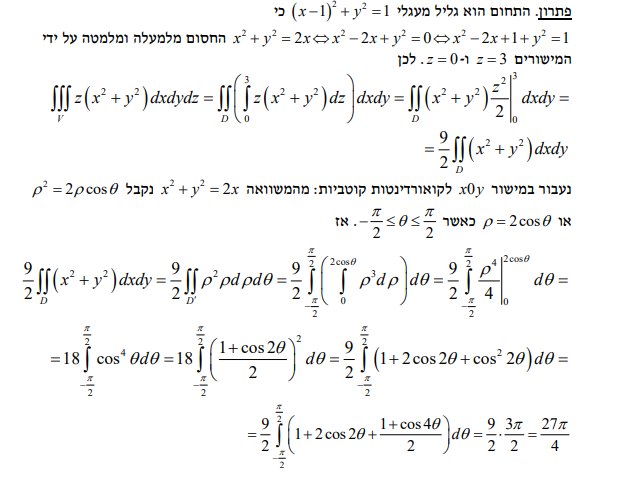 פתרון. התחום הוא גליל מעגלי (x−1)² + y² = 1 כי
x² + y² = 2x ⇔ x² − 2x + y² = 0 ⇔ x² − 2x + 1 + y² = 1 החסום מלמעלה ומלמטה על ידי
המישורים z = 3 ו- z = 0. לכן
∭_V z(x² + y²)dxdydz = ∬_D (∫_0^3 z(x² + y²)dz) dxdy = ∬_D (x² + y²) z²/2 |_0^3 dxdy =
= 9/2 ∬_D (x² + y²)dxdy
נעבור במישור x0y לקואורדינטות קוטביות: מהמשוואה x² + y² = 2x נקבל ρ² = 2ρcosθ
או ρ = 2cosθ כאשר −π/2 ≤ θ ≤ π/2. אז
9/2 ∬_D (x² + y²)dxdy = 9/2 ∬_D' ρ²ρdρdθ = 9/2 ∫_{−π/2}^{π/2} (∫_0^{2cosθ} ρ³dρ) dθ = 9/2 ∫_{−π/2}^{π/2} ρ⁴/4 |_0^{2cosθ} dθ =
= 18 ∫_{−π/2}^{π/2} cos⁴θdθ = 18 ∫_{−π/2}^{π/2} ((1+cos2θ)/2)² dθ = 9/2 ∫_{−π/2}^{π/2} (1 + 2cos2θ + cos²2θ)dθ =
= 9/2 ∫_{−π/2}^{π/2} (1 + 2cos2θ + (1+cos4θ)/2) dθ = 9/2 · 3π/2 = 27π/4